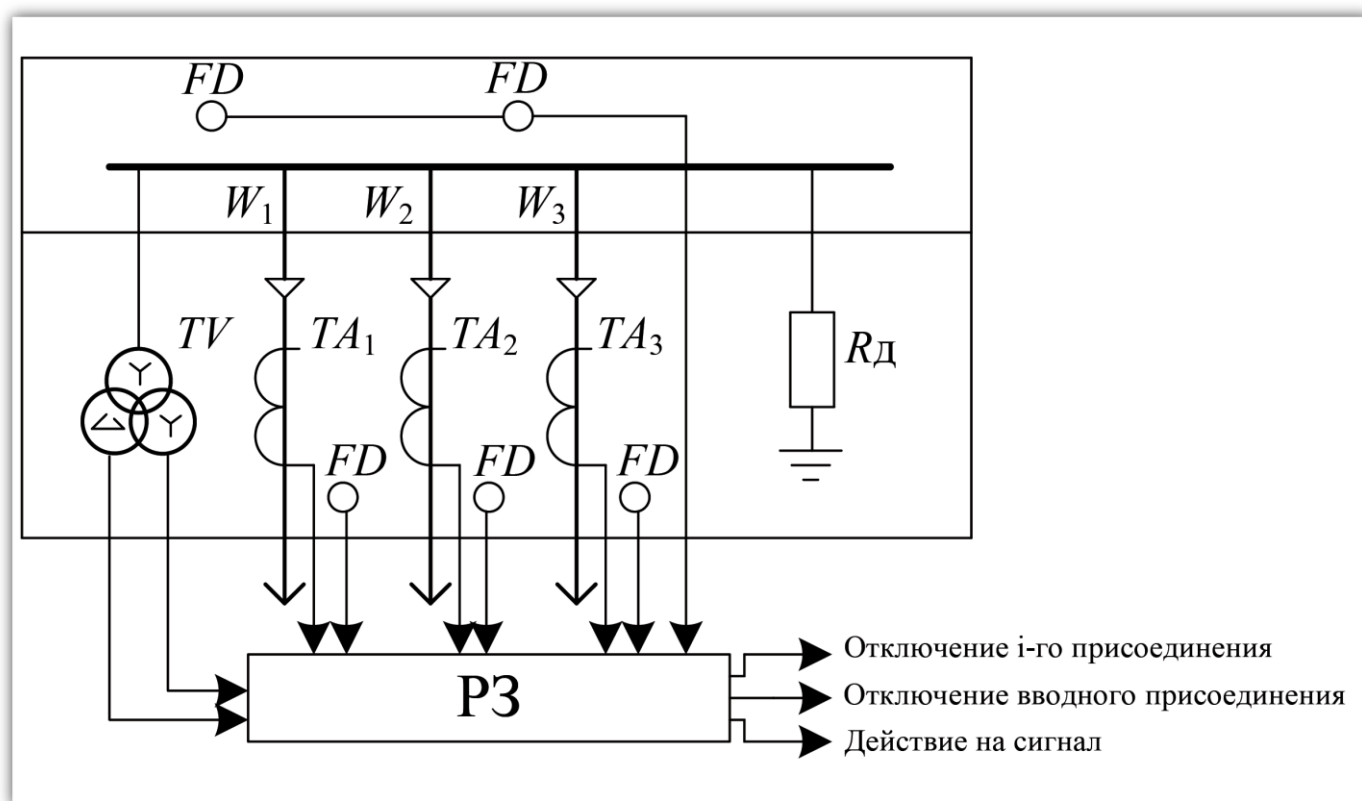 FD FD
W1 W2 W3
TV TA1 TA2 TA3 Rд
FD FD FD
РЗ
Отключение i-го присоединения
Отключение вводного присоединения
Действие на сигнал